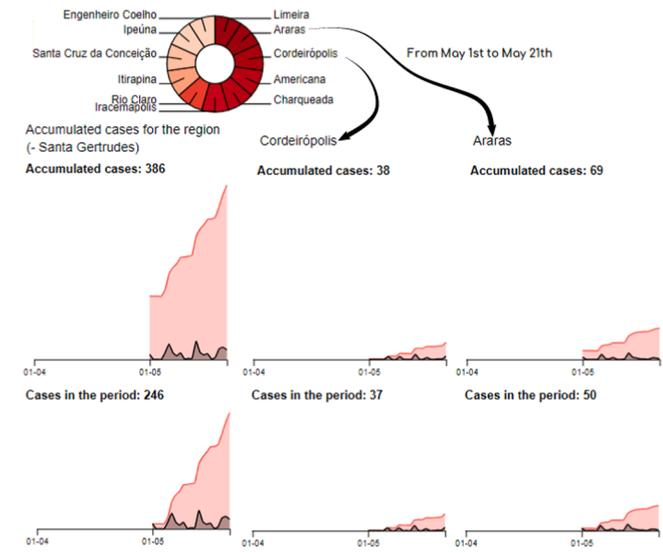 Engenheiro Coelho
Limeira
Ipeúna
Araras
Santa Cruz da Conceição
Cordeirópolis
From May 1st to May 21th
Itirapina
Americana
Rio Claro
Charqueada
Iracemápolis
Accumulated cases for the region
(- Santa Gertrudes)
Cordeirópolis
Araras
Accumulated cases: 386
Accumulated cases: 38
Accumulated cases: 69
01-04
01-05
01-04
01-05
01-04
01-05
Cases in the period: 246
Cases in the period: 37
Cases in the period: 50
01-04
01-05
01-04
01-05
01-04
01-05